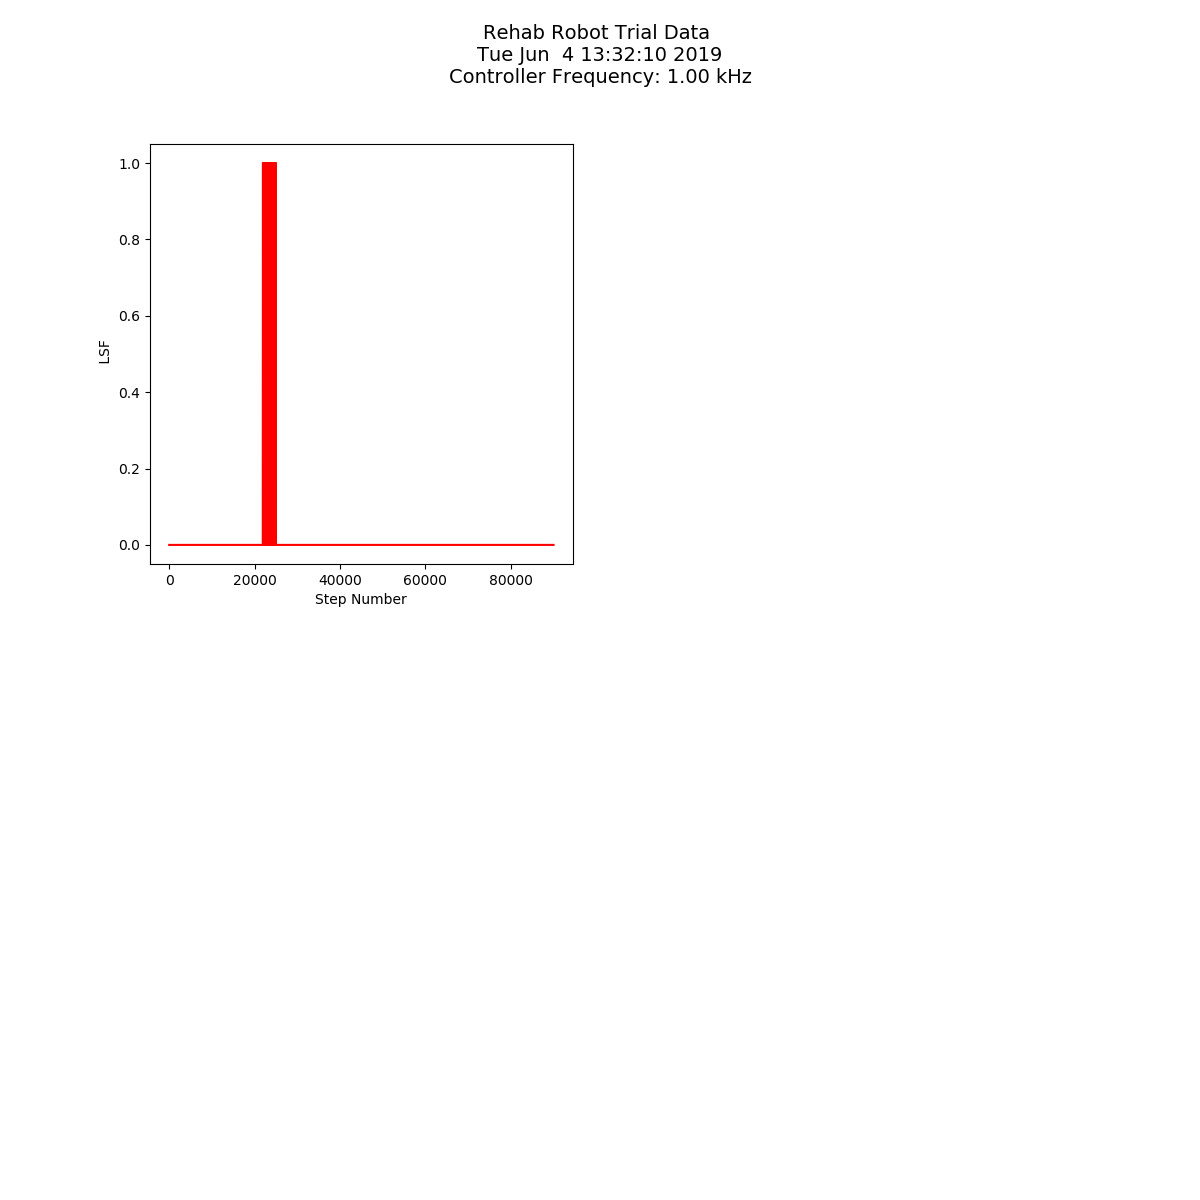 Rehab Robot Trial Data
Tue Jun  4 13:32:10 2019
Controller Frequency: 1.00 kHz
1.0
0.8
0.6
0.4
0.2
0.0
LSF
0 20000 40000 60000 80000
Step Number